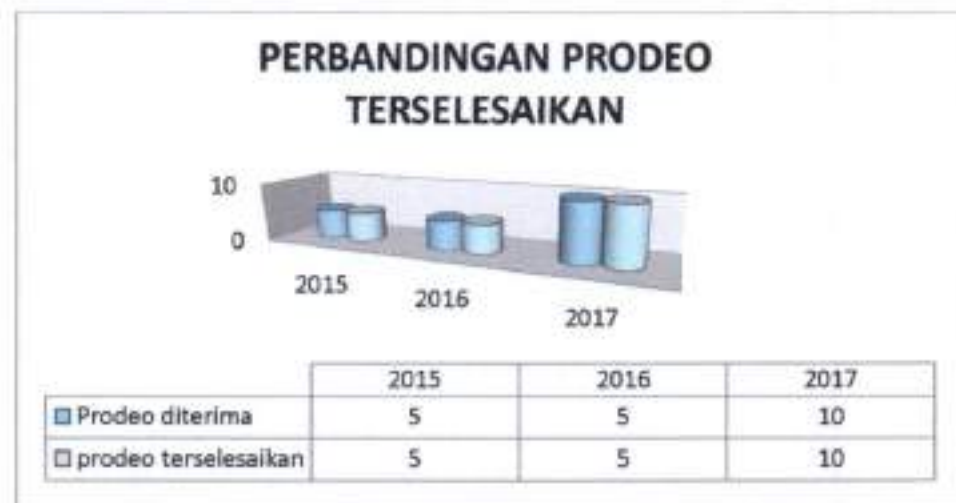 PERBANDINGAN PRODEO
TERSELESAIKAN
10
0
2015
2016
2017
2015 2016 2017
Prodeo diterima 5 5 10
prodeo terselesaikan 5 5 10